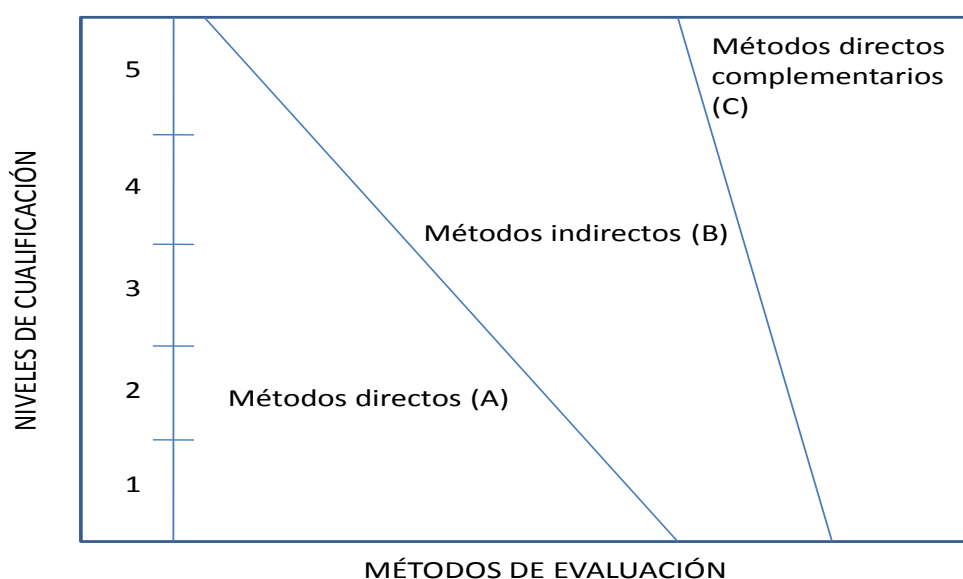 NIVELES DE CUALIFICACIÓN
5
4
3
2
1
Métodos directos
complementarios
(C)
Métodos indirectos (B)
Métodos directos (A)
MÉTODOS DE EVALUACIÓN